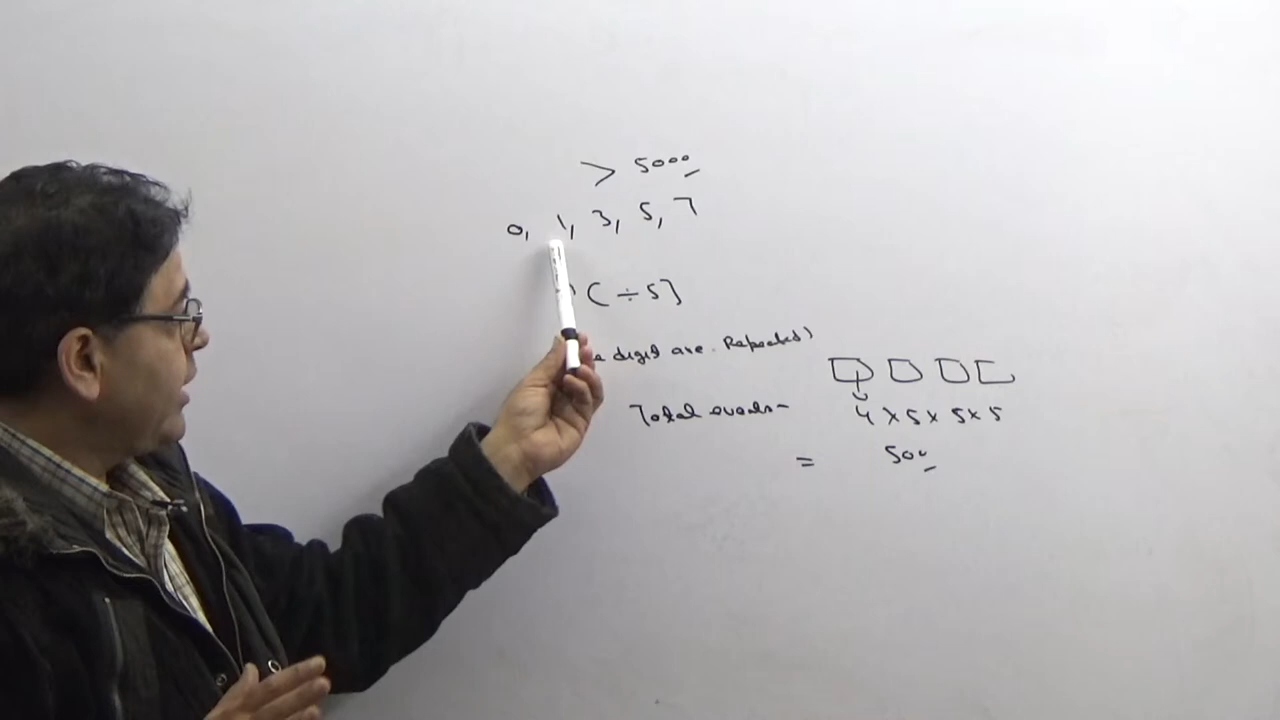 > 5000
0, 1, 3, 5, 7
( ÷ 5)
digit are Repeated)
Total events -
4 x 5 x 5 x 5
= 500